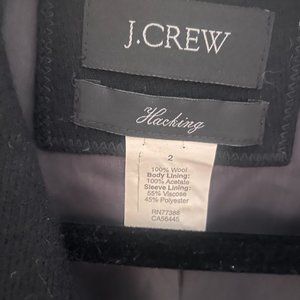 J.CREW
Hacking
2
100% Wool
Body Lining:
100% Acetate
Sleeve Lining:
55% Viscose
45% Polyester
RN77388
CA56445